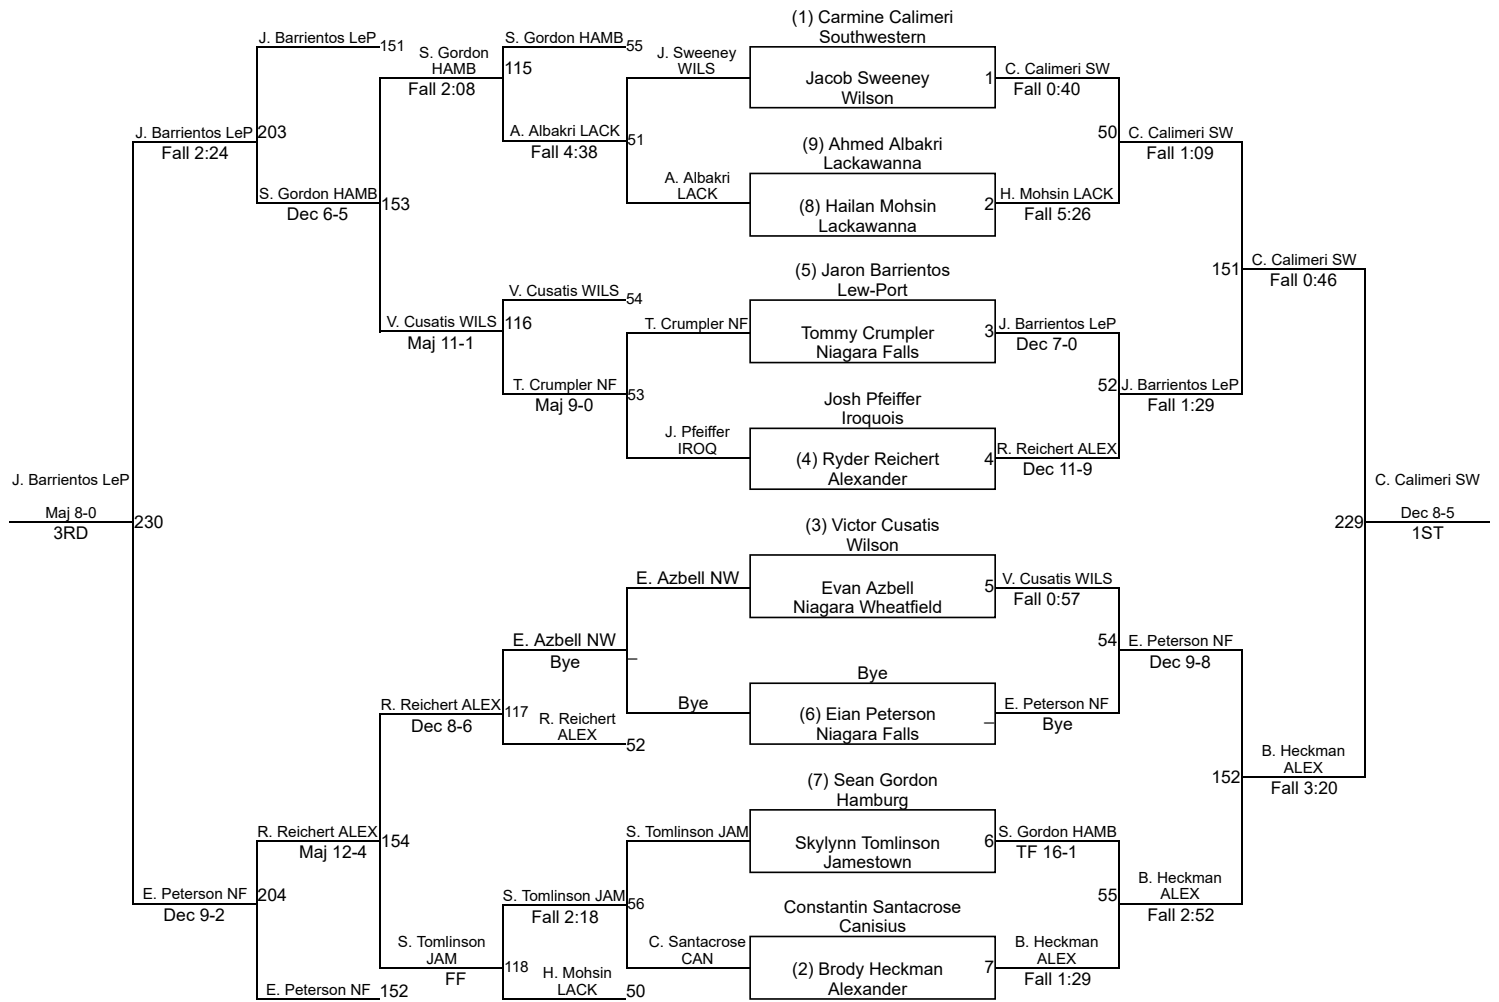 (1) Carmine Calimeri
Southwestern
Jacob Sweeney
Wilson
1
(9) Ahmed Albakri
Lackawanna
(8) Hailan Mohsin
Lackawanna
2
(5) Jaron Barrientos
Lew-Port
Tommy Crumpler
Niagara Falls
3
Josh Pfeiffer
Iroquois
(4) Ryder Reichert
Alexander
4
(3) Victor Cusatis
Wilson
Evan Azbell
Niagara Wheatfield
5
Bye
(6) Eian Peterson
Niagara Falls
_
(7) Sean Gordon
Hamburg
Skylynn Tomlinson
Jamestown
6
Constantin Santacrose
Canisius
(2) Brody Heckman
Alexander
7
C. Calimeri SW
Fall 0:40
H. Mohsin LACK
Fall 5:26
J. Barrientos LeP
Dec 7-0
R. Reichert ALEX
Dec 11-9
V. Cusatis WILS
Fall 0:57
E. Peterson NF
Bye
S. Gordon HAMB
TF 16-1
B. Heckman
ALEX
Fall 1:29
50
C. Calimeri SW
Fall 1:09
52
J. Barrientos LeP
Fall 1:29
54
E. Peterson NF
Dec 9-8
55
B. Heckman
ALEX
Fall 2:52
151
C. Calimeri SW
Fall 0:46
152
B. Heckman
ALEX
Fall 3:20
229
C. Calimeri SW
Dec 8-5
1ST
J. Sweeney
WILS
A. Albakri
LACK
T. Crumpler NF
J. Pfeiffer
IROQ
E. Azbell NW
Bye
S. Tomlinson JAM
C. Santacrose
CAN
S. Gordon HAMB
55
A. Albakri LACK
Fall 4:38
51
V. Cusatis WILS
54
T. Crumpler NF
Maj 9-0
53
E. Azbell NW
Bye
_
R. Reichert
ALEX
52
S. Tomlinson JAM
Fall 2:18
56
H. Mohsin
LACK
50
S. Gordon
HAMB
Fall 2:08
115
V. Cusatis WILS
Maj 11-1
116
R. Reichert ALEX
Dec 8-6
117
S. Tomlinson
JAM
FF
118
J. Barrientos LeP
151
S. Gordon HAMB
Dec 6-5
153
R. Reichert ALEX
Maj 12-4
154
E. Peterson NF
152
J. Barrientos LeP
Fall 2:24
203
E. Peterson NF
Dec 9-2
204
J. Barrientos LeP
Maj 8-0
3RD
230